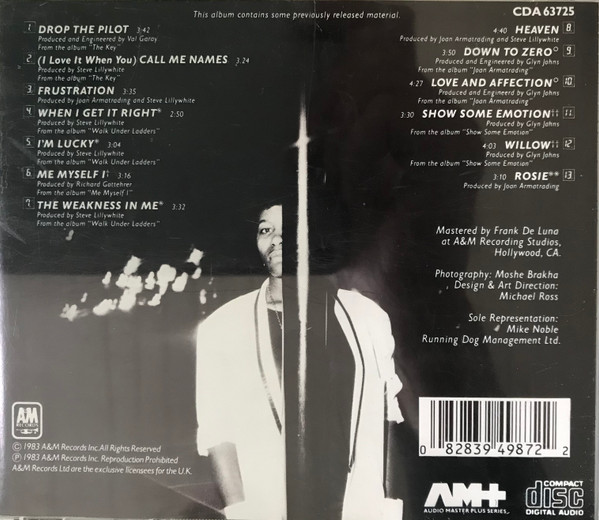 This album contains some previously released material.
CDA 63725
1 DROP THE PILOT 3:42
Produced and Engineered by Val Garay
From the album "The Key"
2 (I Love It When You) CALL ME NAMES 3:24
Produced by Steve Lillywhite
From the album "The Key"
3 FRUSTRATION 3:35
Produced by Joan Armatrading and Steve Lillywhite
4 WHEN I GET IT RIGHT* 2:50
Produced by Steve Lillywhite
From the album "Walk Under Ladders"
5 I'M LUCKY* 3:04
Produced by Steve Lillywhite
From the album "Walk Under Ladders"
6 ME MYSELF I† 3:16
Produced by Richard Gottehrer
From the album "Me Myself I"
7 THE WEAKNESS IN ME* 3:32
Produced by Steve Lillywhite
From the album "Walk Under Ladders"
4:40 HEAVEN 8
Produced by Joan Armatrading and Steve Lillywhite
3:50 DOWN TO ZERO° 9
Produced and Engineered by Glyn Johns
From the album "Joan Armatrading"
4:27 LOVE AND AFFECTION° 10
Produced and Engineered by Glyn Johns
From the album "Joan Armatrading"
3:30 SHOW SOME EMOTION†† 11
Produced by Glyn Johns
From the album "Show Some Emotion"
4:03 WILLOW†† 12
Produced by Glyn Johns
From the album "Show Some Emotion"
3:10 ROSIE** 13
Produced by Joan Armatrading
Mastered by Frank De Luna
at A&M Recording Studios,
Hollywood, CA.
Photography: Moshe Brakha
Design & Art Direction:
Michael Ross
Sole Representation:
Mike Noble
Running Dog Management Ltd.
A&M
RECORDS
© 1983 A&M Records Inc. All Rights Reserved
℗ 1983 A&M Records Inc. Reproduction Prohibited
A&M Records Ltd are the exclusive licensees for the U.K.
0 82839 49872 2
AM+
AUDIO MASTER PLUS SERIES
COMPACT
disc
DIGITAL AUDIO